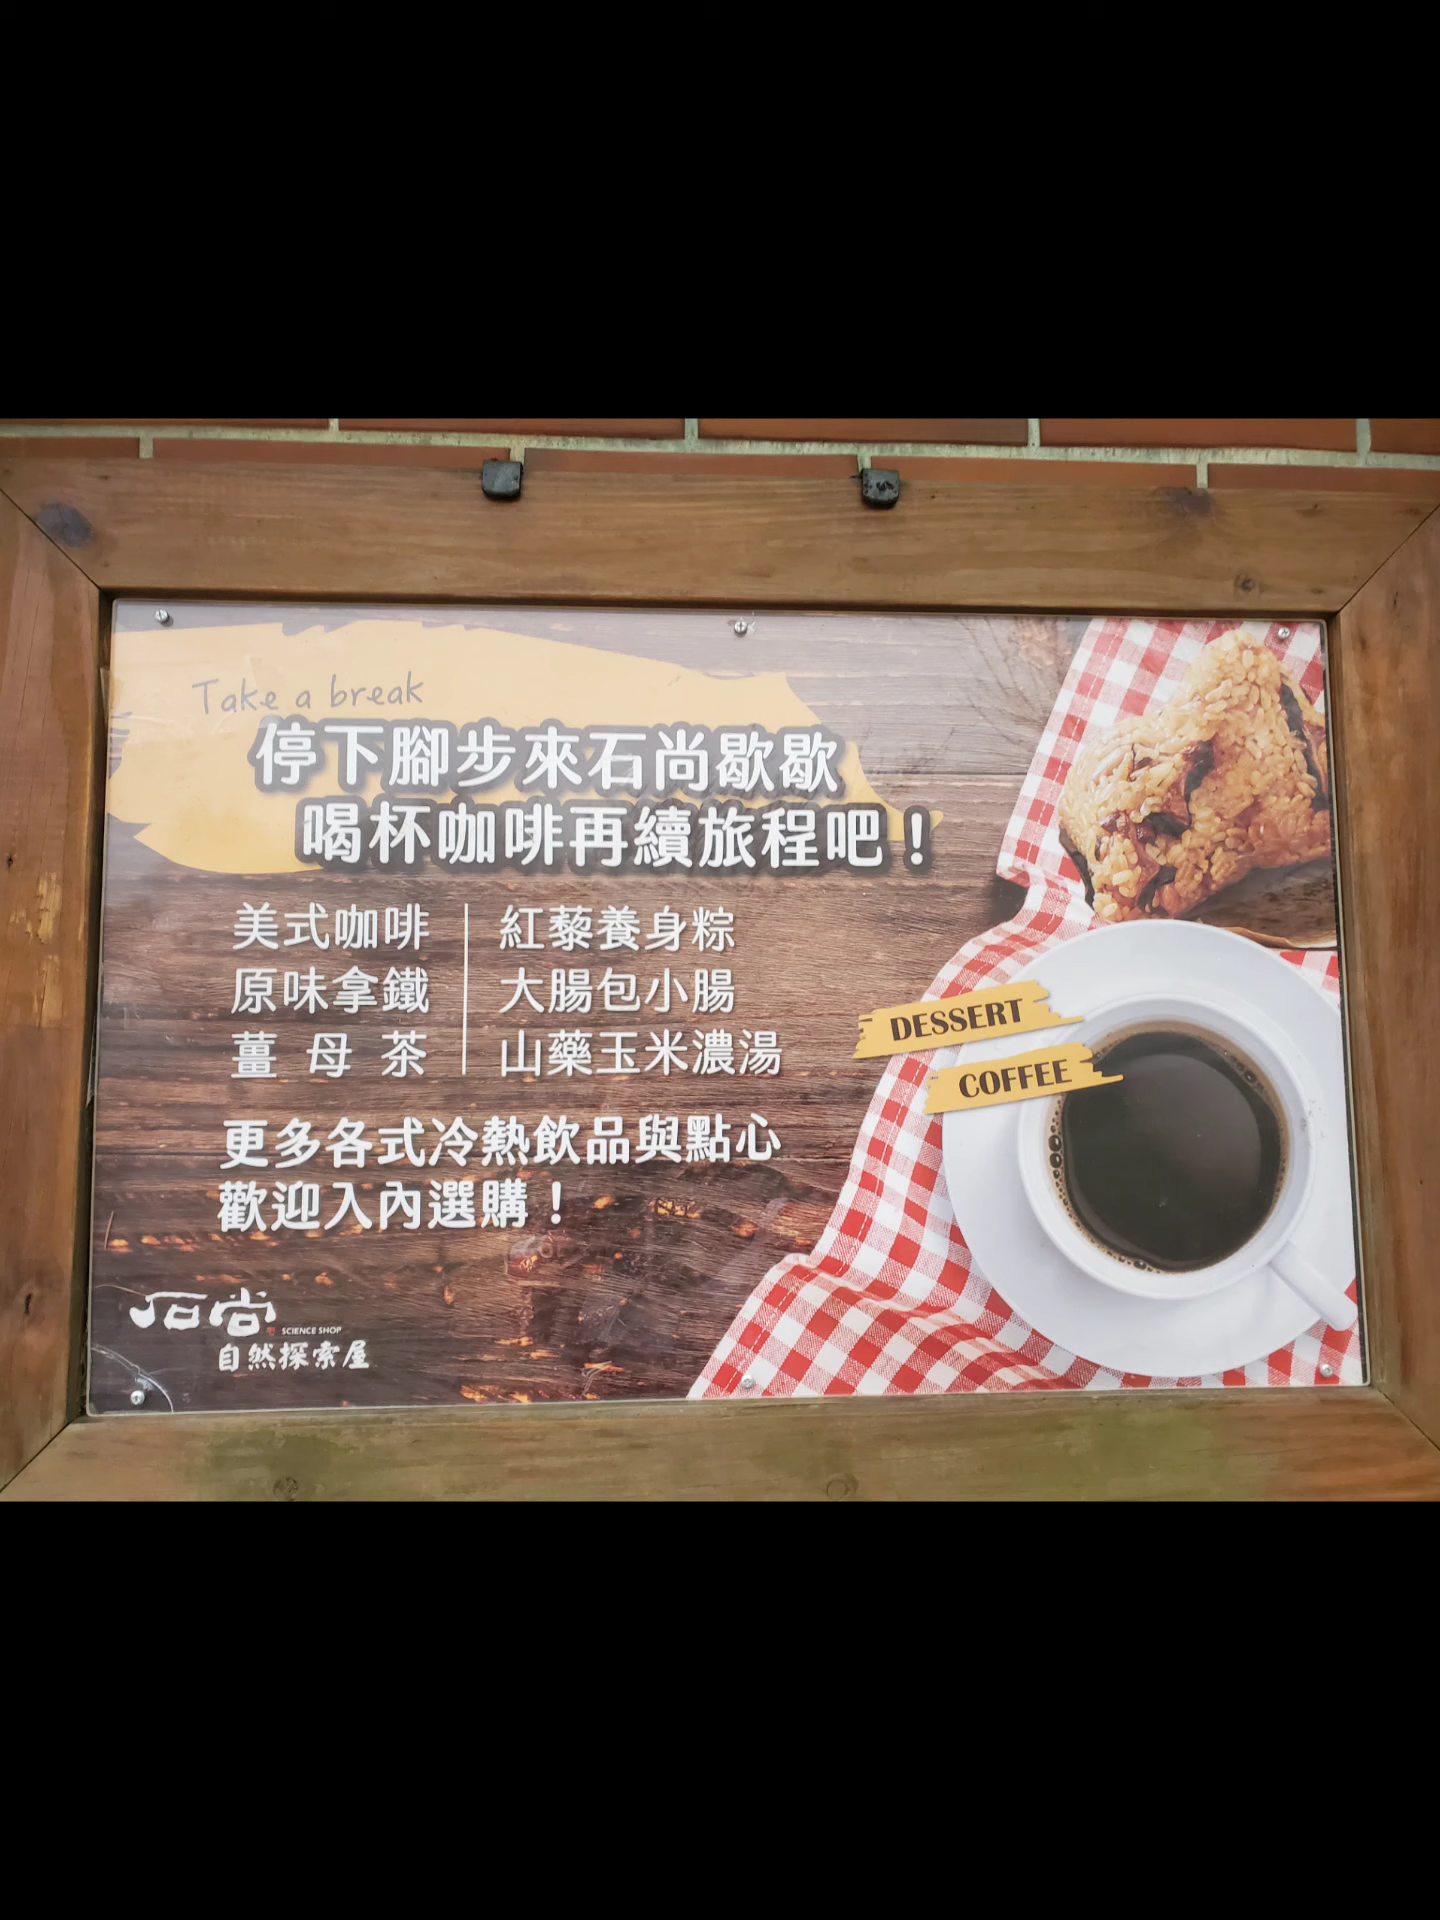 Take a break
停下腳步來石尚歇歇
喝杯咖啡再續旅程吧！
美式咖啡
原味拿鐵
薑母茶
紅藜養身粽
大腸包小腸
山藥玉米濃湯
DESSERT
COFFEE
更多各式冷熱飲品與點心
歡迎入內選購！
石尚
SCIENCE SHOP
自然探索屋